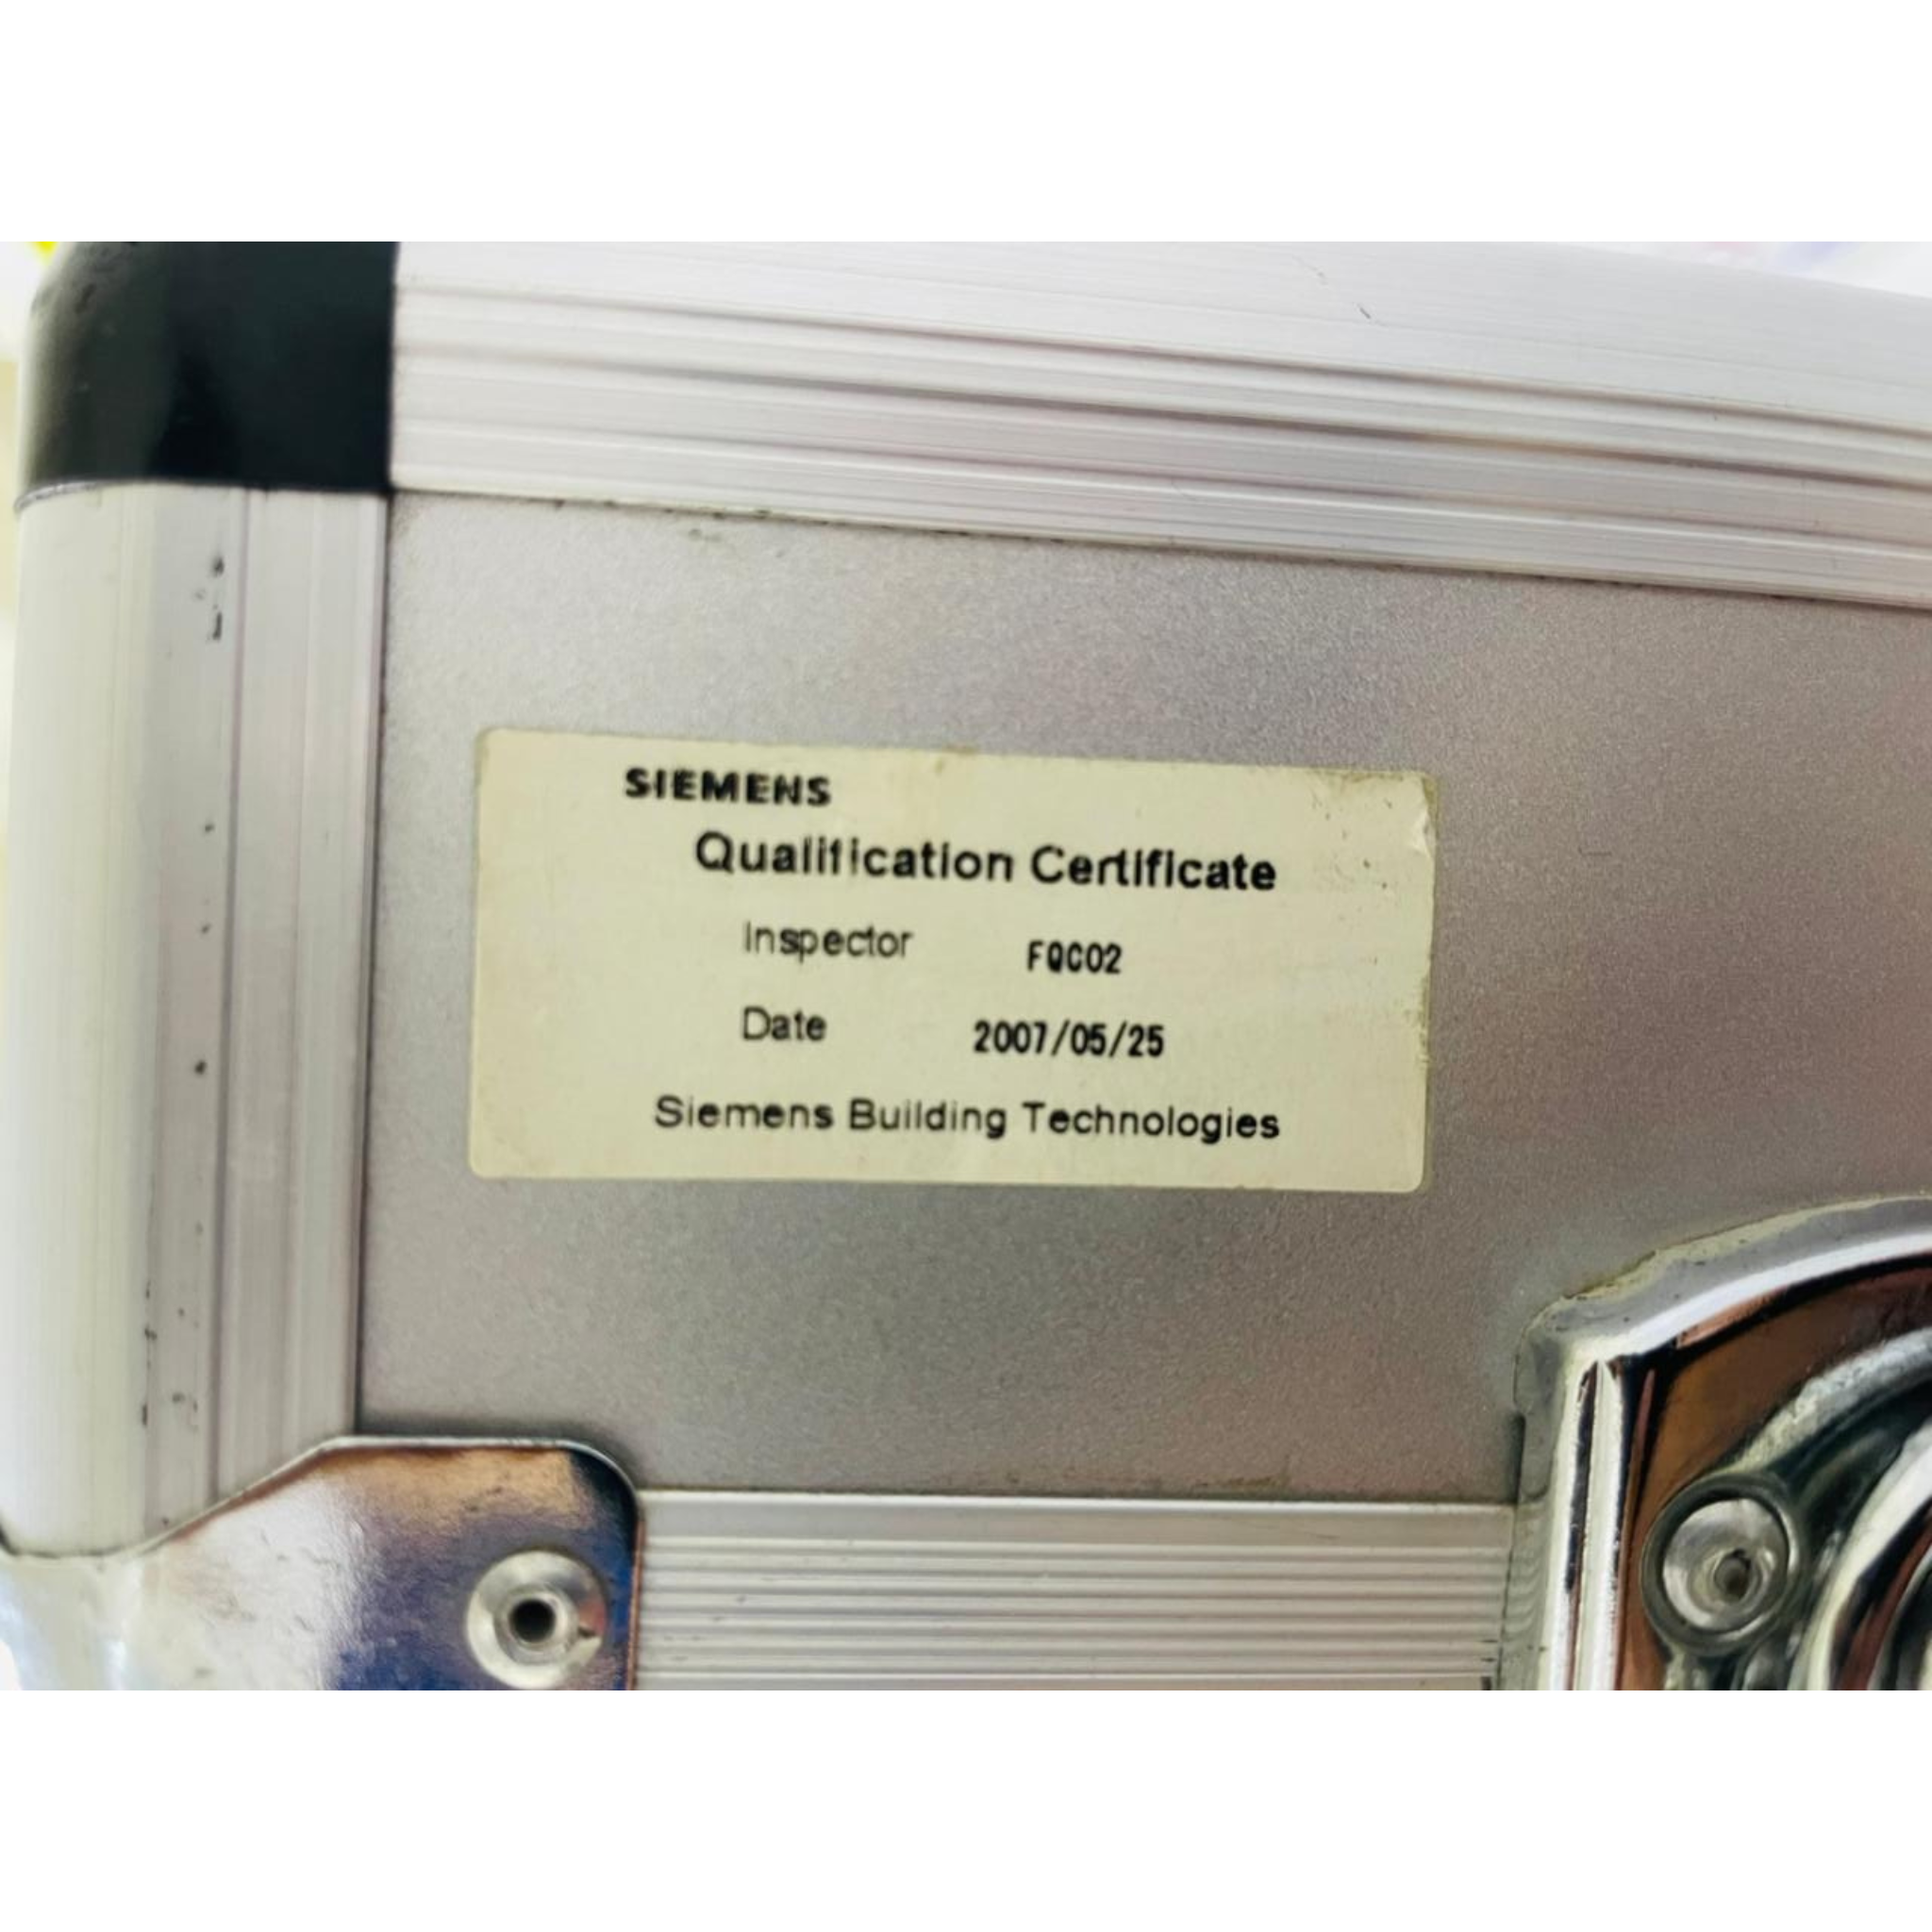 SIEMENS
Qualification Certificate
Inspector FQC02
Date 2007/05/25
Siemens Building Technologies